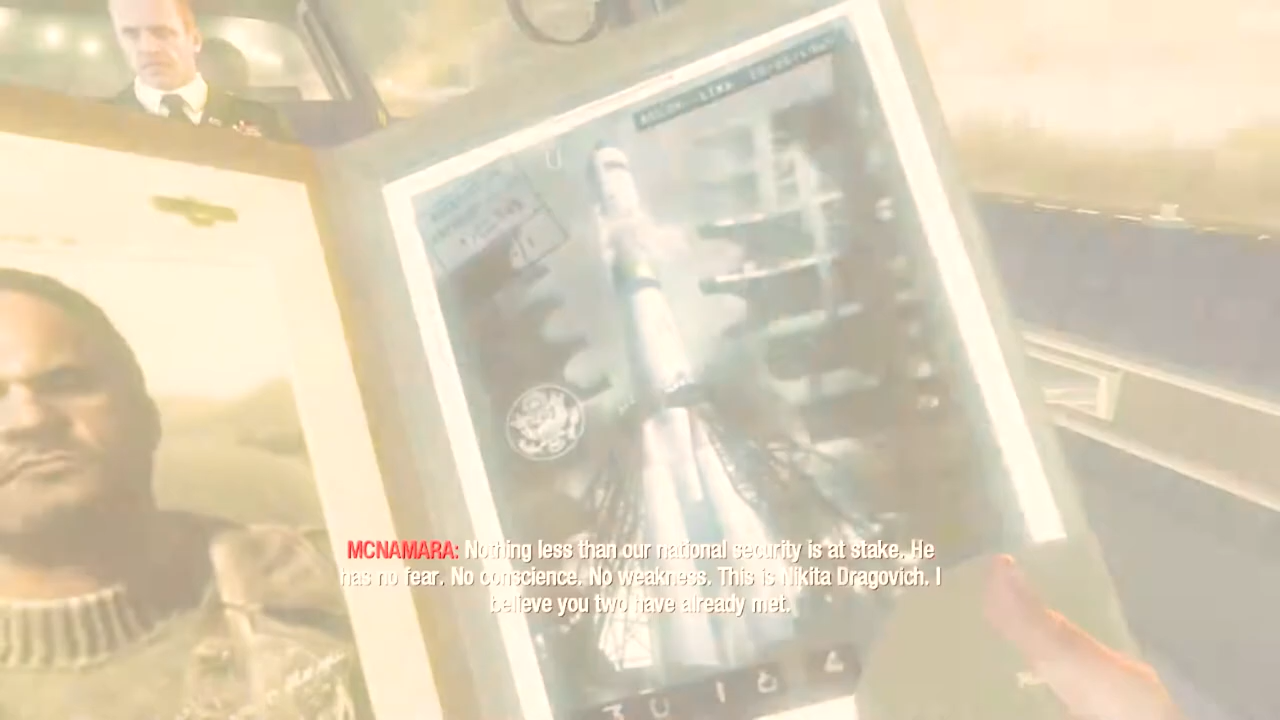 MCNAMARA: Nothing less than our national security is at stake. He
has no fear. No conscience. No weakness. This is Nikita Dragovich. I
believe you two have already met.